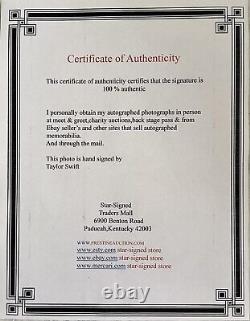 Certificate of Authenticity
This certificate of authenticity certifies that the signature is
100 % authentic
I personally obtain my autographed photographs in person
at meet & greet,charity auctions,back stage pass & from
Ebay seller's and other sites that sell autographed
memorabilia.
And through the mail.
This photo is hand signed by
Taylor Swift
Star-Signed
Traders Mall
6900 Benton Road
Paducah,Kentucky 42003
www.PRESTINEAUCTION.COM
www.esty.com star-signed store
www.ebay.com star-signed store
www.mercari.com star-signed store